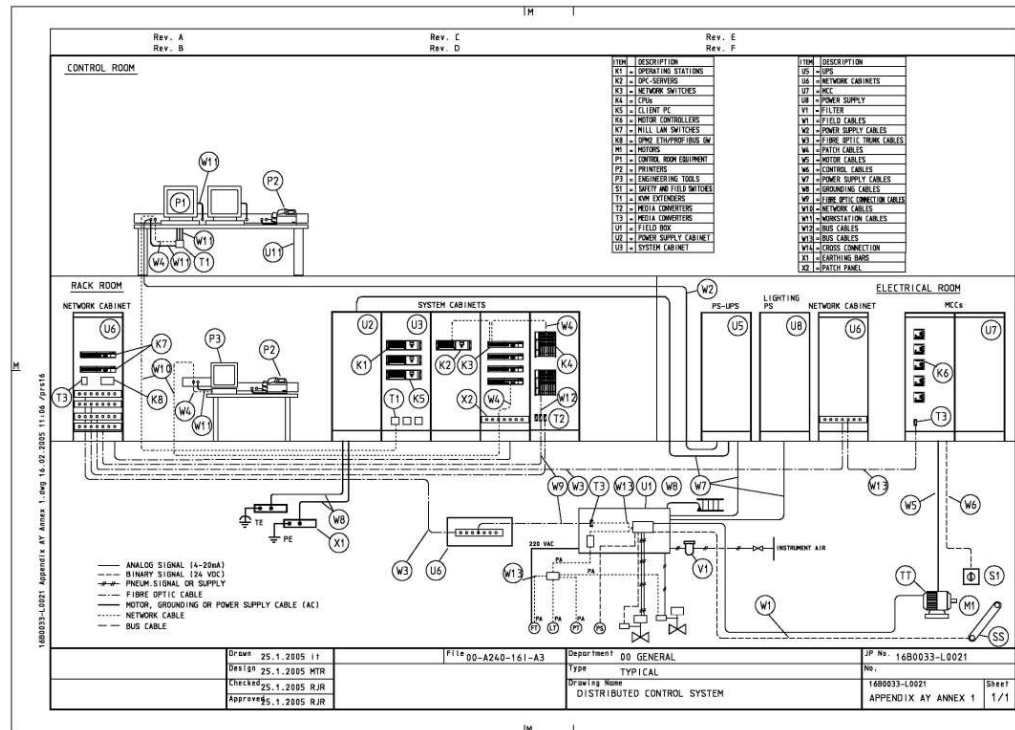 M
Rev. A
Rev. B
Rev. C
Rev. D
Rev. E
Rev. F
CONTROL ROOM
ITEM DESCRIPTION
K1 = OPERATING STATIONS
K2 = OPC-SERVERS
K3 = NETWORK SWITCHES
K4 = CPUs
K5 = CLIENT PC
K6 = MOTOR CONTROLLERS
K7 = MILL LAN SWITCHES
K8 = OPM2 ETH/PROFIBUS GW
M1 = MOTORS
P1 = CONTROL ROOM EQUIPMENT
P2 = PRINTERS
P3 = ENGINEERING TOOLS
S1 = SAFETY AND FIELD SWITCHES
T1 = KVM EXTENDERS
T2 = MEDIA CONVERTERS
T3 = MEDIA CONVERTERS
U1 = FIELD BOX
U2 = POWER SUPPLY CABINET
U3 = SYSTEM CABINET
ITEM DESCRIPTION
U5 = UPS
U6 = NETWORK CABINETS
U7 = MCC
U8 = POWER SUPPLY
V1 = FILTER
W1 = FIELD CABLES
W2 = POWER SUPPLY CABLES
W3 = FIBRE OPTIC TRUNK CABLES
W4 = PATCH CABLES
W5 = MOTOR CABLES
W6 = CONTROL CABLES
W7 = POWER SUPPLY CABLES
W8 = GROUNDING CABLES
W9 = FIBRE OPTIC CONNECTION CABLES
W10 = NETWORK CABLES
W11 = WORKSTATION CABLES
W12 = BUS CABLES
W13 = BUS CABLES
W14 = CROSS CONNECTION
X1 = EARTHING BARS
X2 = PATCH PANEL
W11
P1
P2
W11
W4 W11 T1
U11
W2
RACK ROOM
NETWORK CABINET
SYSTEM CABINETS
ELECTRICAL ROOM
PS-UPS
LIGHTING
PS
NETWORK CABINET
MCCs
U6
K7
T3
K8
W10
P3
P2
W4
W11
U2
U3
K1
T1
K5
K2
K3
X2
W4
W4
K4
W12
T2
U5
U8
U6
U7
K6
T3
W9
W3
T3
W13
U1
W8
W7
W13
W5
W6
TE
PE
W8
X1
W3
U6
220 VAC
W13
PA
PA
PA
PA
PA
PA
FT
LT
PT
PS
V1
INSTRUMENT AIR
W1
TT
M1
S1
SS
ANALOG SIGNAL (4-20mA)
BINARY SIGNAL (24 VDC)
PNEUM.SIGNAL OR SUPPLY
FIBRE OPTIC CABLE
MOTOR, GROUNDING OR POWER SUPPLY CABLE (AC)
NETWORK CABLE
BUS CABLE
M
16B0033-L0021 Appendix AY Annex 1.dwg 16.02.2005 11:06 /prs16
Drawn 25.1.2005 it
Design 25.1.2005 MTR
Checked 25.1.2005 RJR
Approved 25.1.2005 RJR
File 00-A240-16I-A3
Department 00 GENERAL
Type TYPICAL
Drawing Name
DISTRIBUTED CONTROL SYSTEM
JP No. 16B0033-L0021
No.
16B0033-L0021
APPENDIX AY ANNEX 1
Sheet
1/1
M